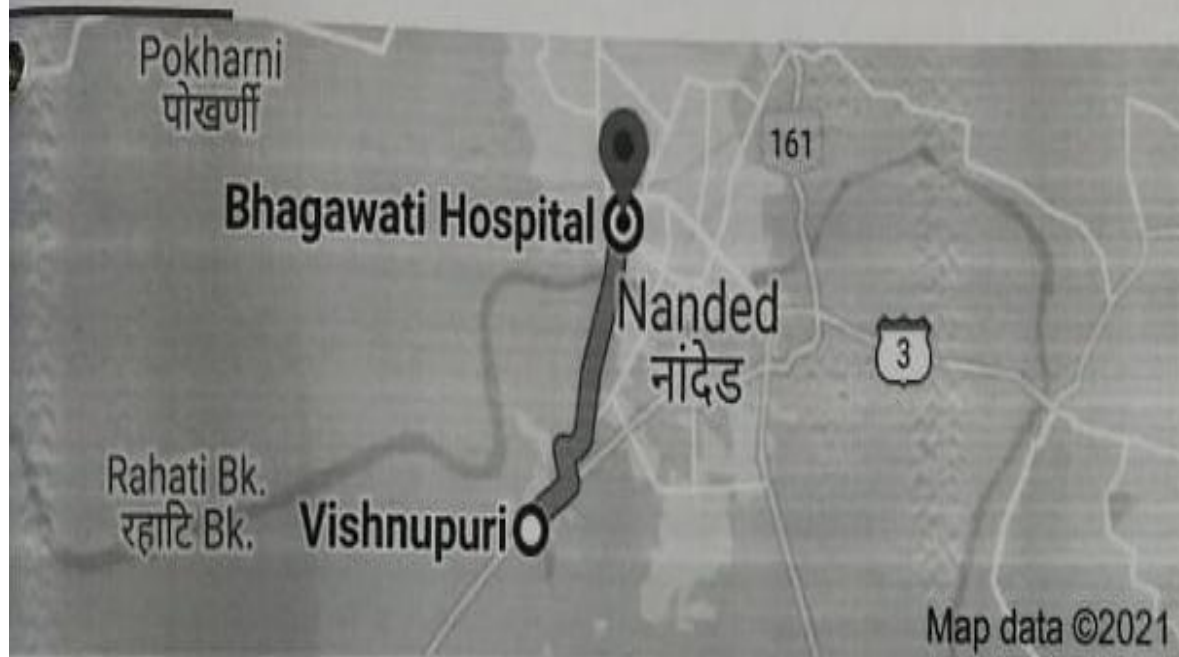 Pokharni
पोखर्णी
161
Bhagawati Hospital
Nanded
नांदेड
3
Rahati Bk.
रहाटि Bk.
Vishnupuri
Map data ©2021